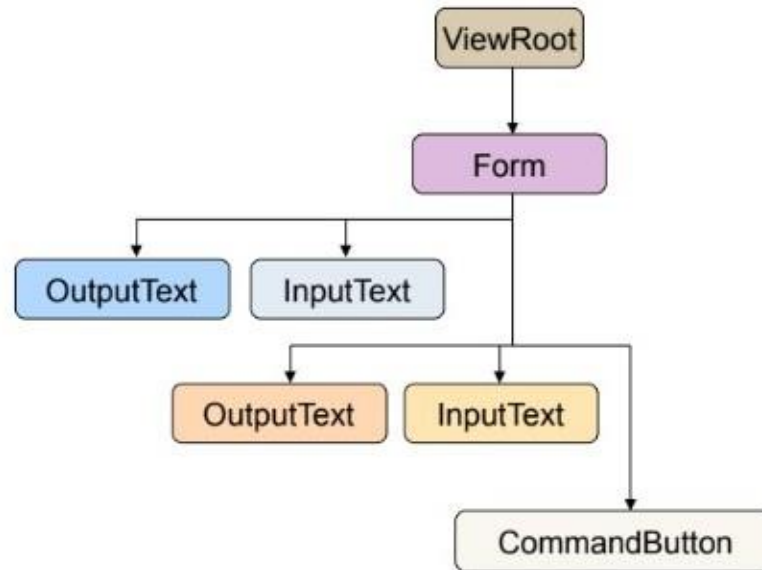 ViewRoot
Form
OutputText
InputText
OutputText
InputText
CommandButton